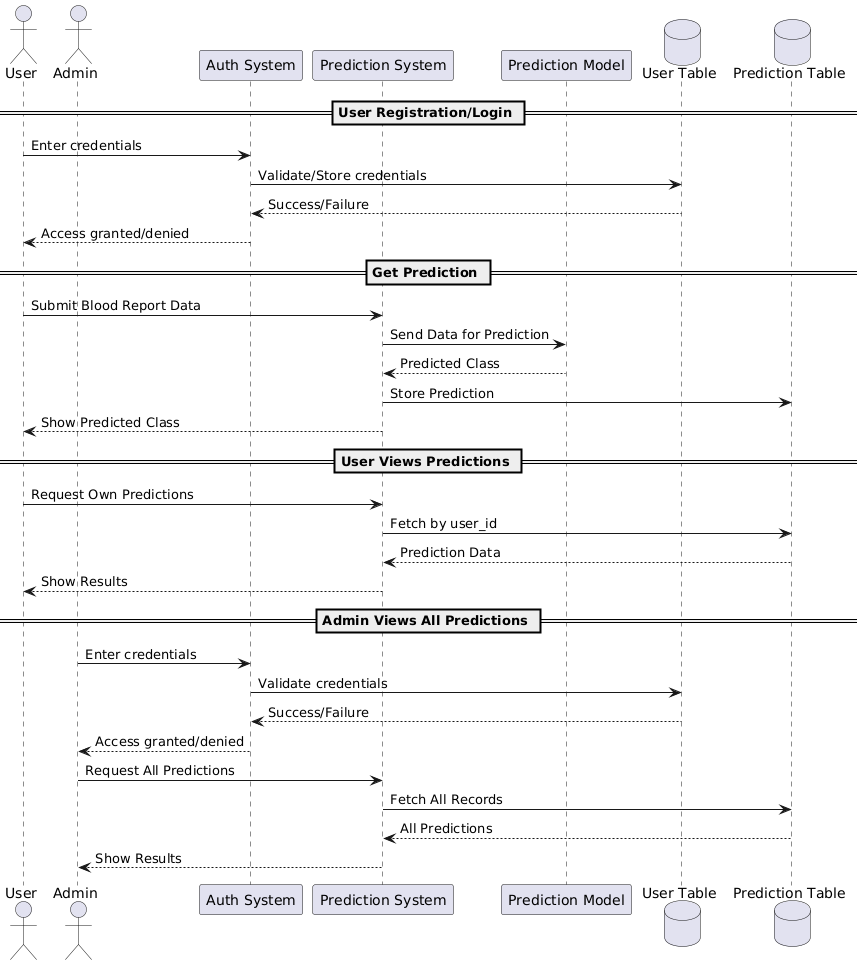 User
Admin
Auth System
Prediction System
Prediction Model
User Table
Prediction Table
User Registration/Login
Enter credentials
Validate/Store credentials
Success/Failure
Access granted/denied
Get Prediction
Submit Blood Report Data
Send Data for Prediction
Predicted Class
Store Prediction
Show Predicted Class
User Views Predictions
Request Own Predictions
Fetch by user_id
Prediction Data
Show Results
Admin Views All Predictions
Enter credentials
Validate credentials
Success/Failure
Access granted/denied
Request All Predictions
Fetch All Records
All Predictions
Show Results
User
Admin
Auth System
Prediction System
Prediction Model
User Table
Prediction Table